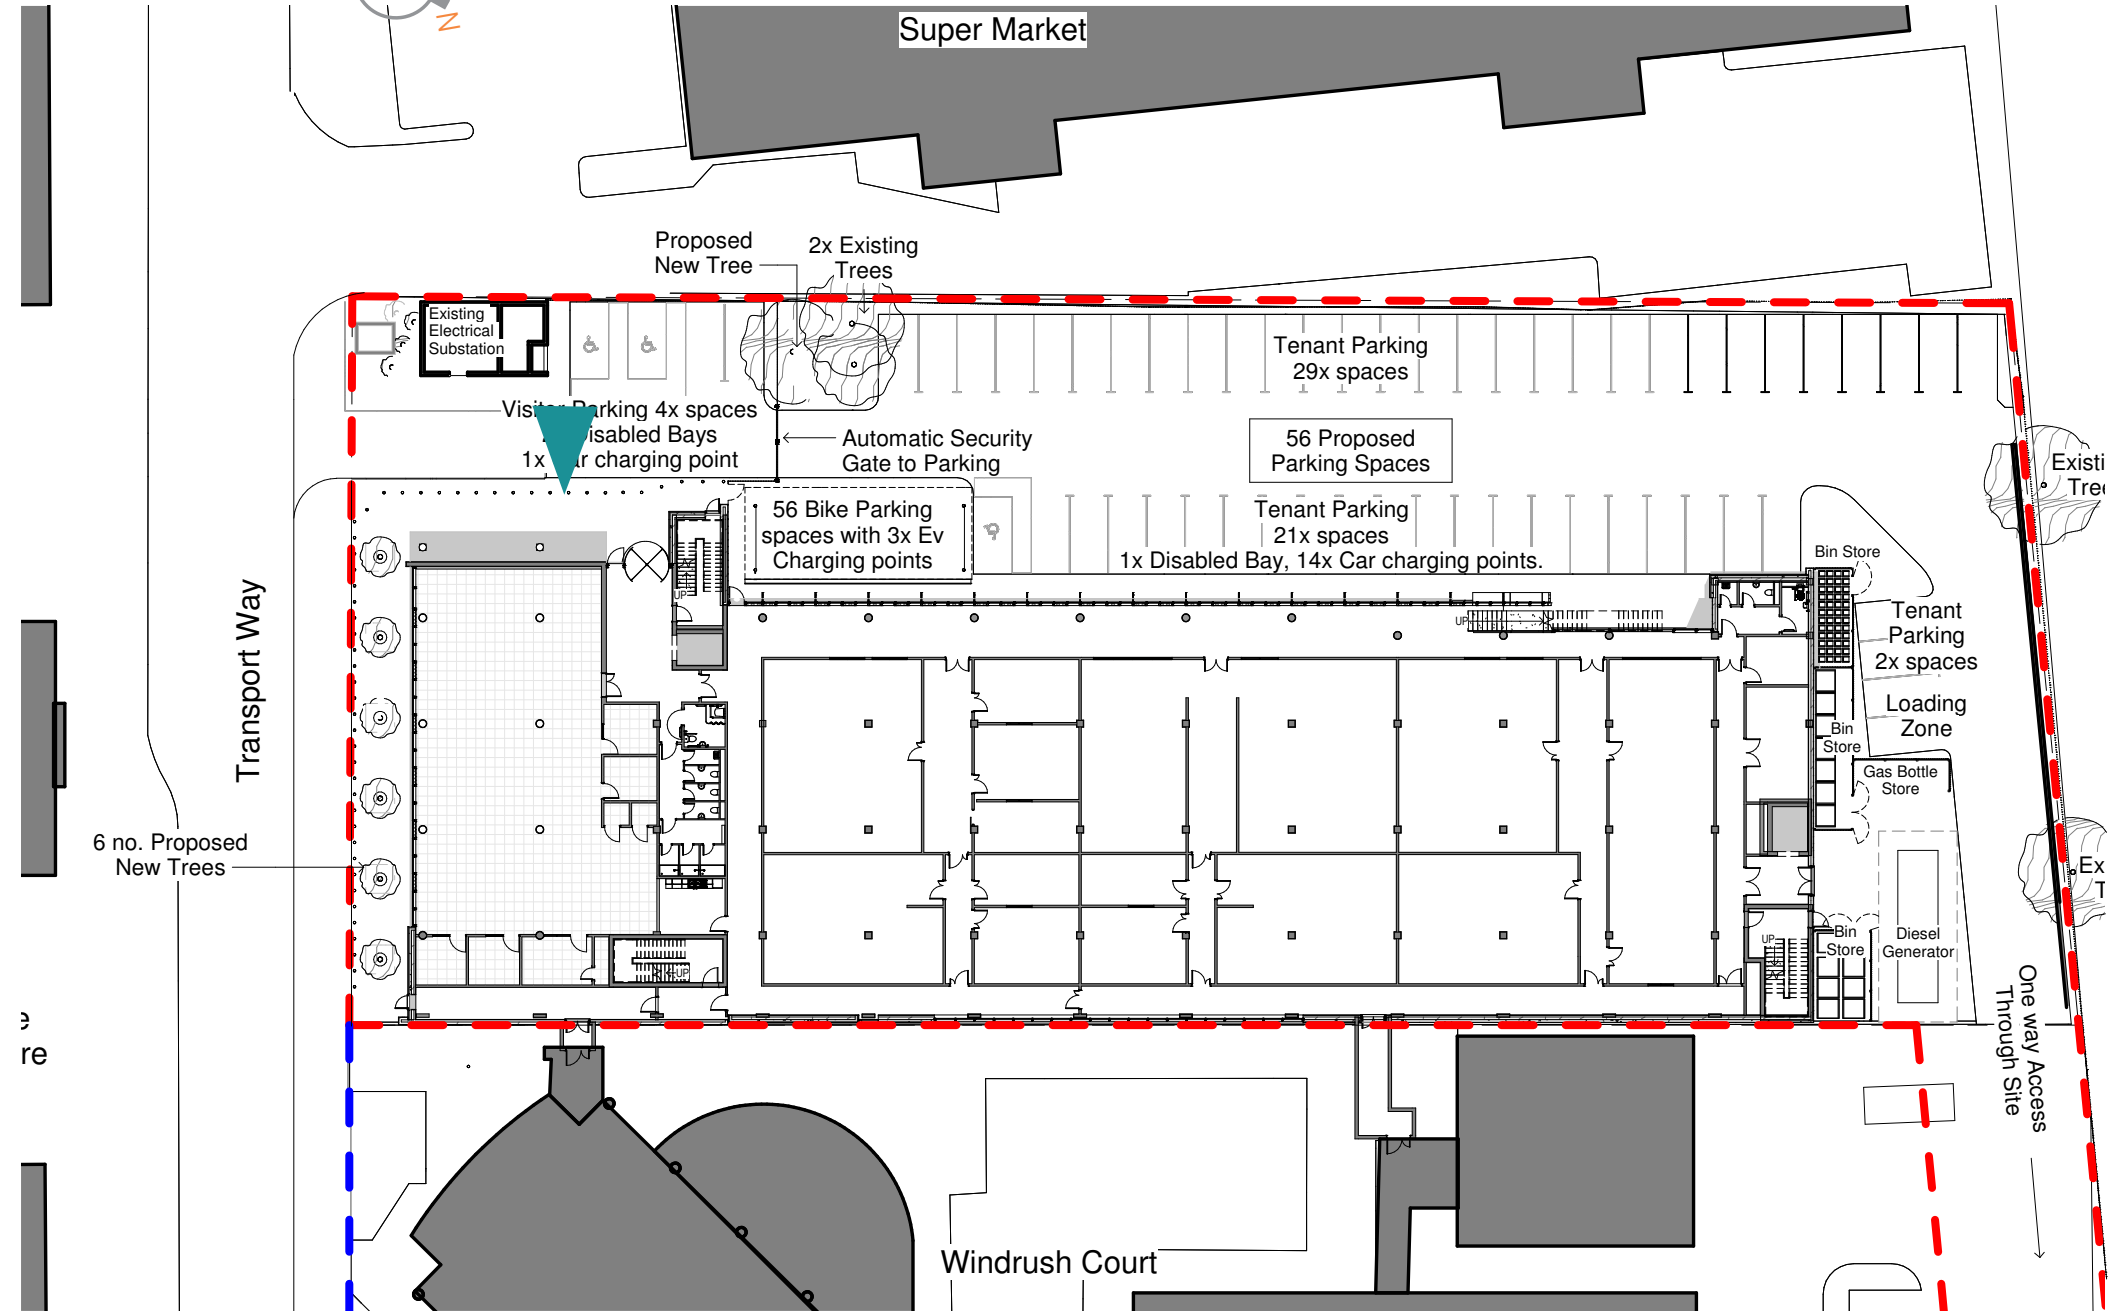 N
Super Market
Proposed
New Tree
2x Existing
Trees
Existing
Electrical
Substation
Tenant Parking
29x spaces
Visitor Parking 4x spaces
Disabled Bays
1x charging point
Automatic Security
Gate to Parking
56 Proposed
Parking Spaces
56 Bike Parking
spaces with 3x Ev
Charging points
Tenant Parking
21x spaces
1x Disabled Bay, 14x Car charging points.
Bin Store
Tenant
Parking
2x spaces
Loading
Zone
Bin
Store
Gas Bottle
Store
Bin
Store
Diesel
Generator
UP
UP
UP
UP
Transport Way
6 no. Proposed
New Trees
One way Access
Through Site
Windrush Court
re